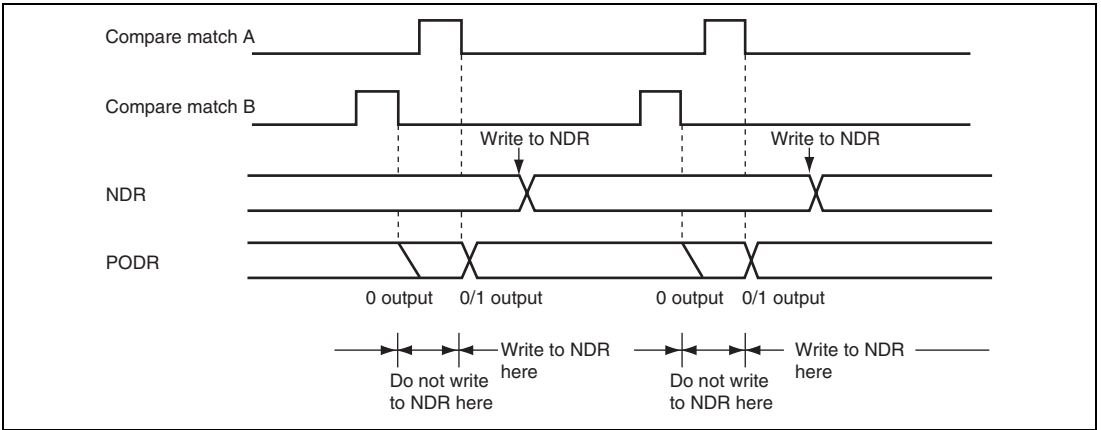 Compare match A
Compare match B
Write to NDR Write to NDR
NDR
PODR
0 output 0/1 output 0 output 0/1 output
Write to NDR Write to NDR
here here
Do not write Do not write
to NDR here to NDR here